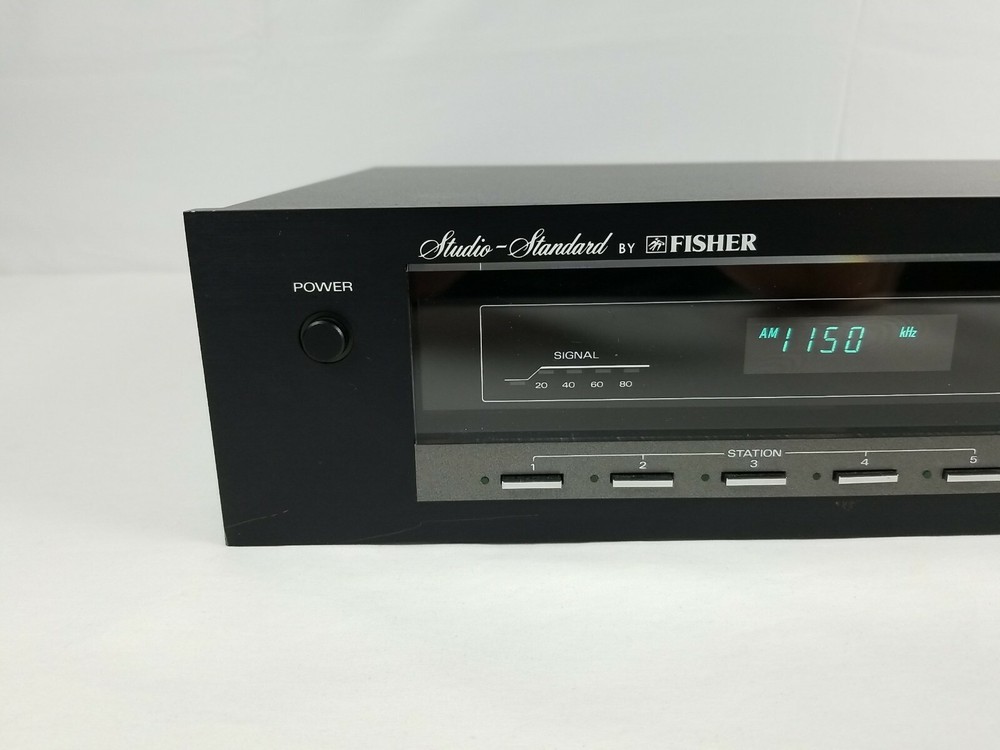 Studio-Standard BY FISHER
POWER
AM 1150 kHz
SIGNAL
20 40 60 80
STATION
1 2 3 4 5